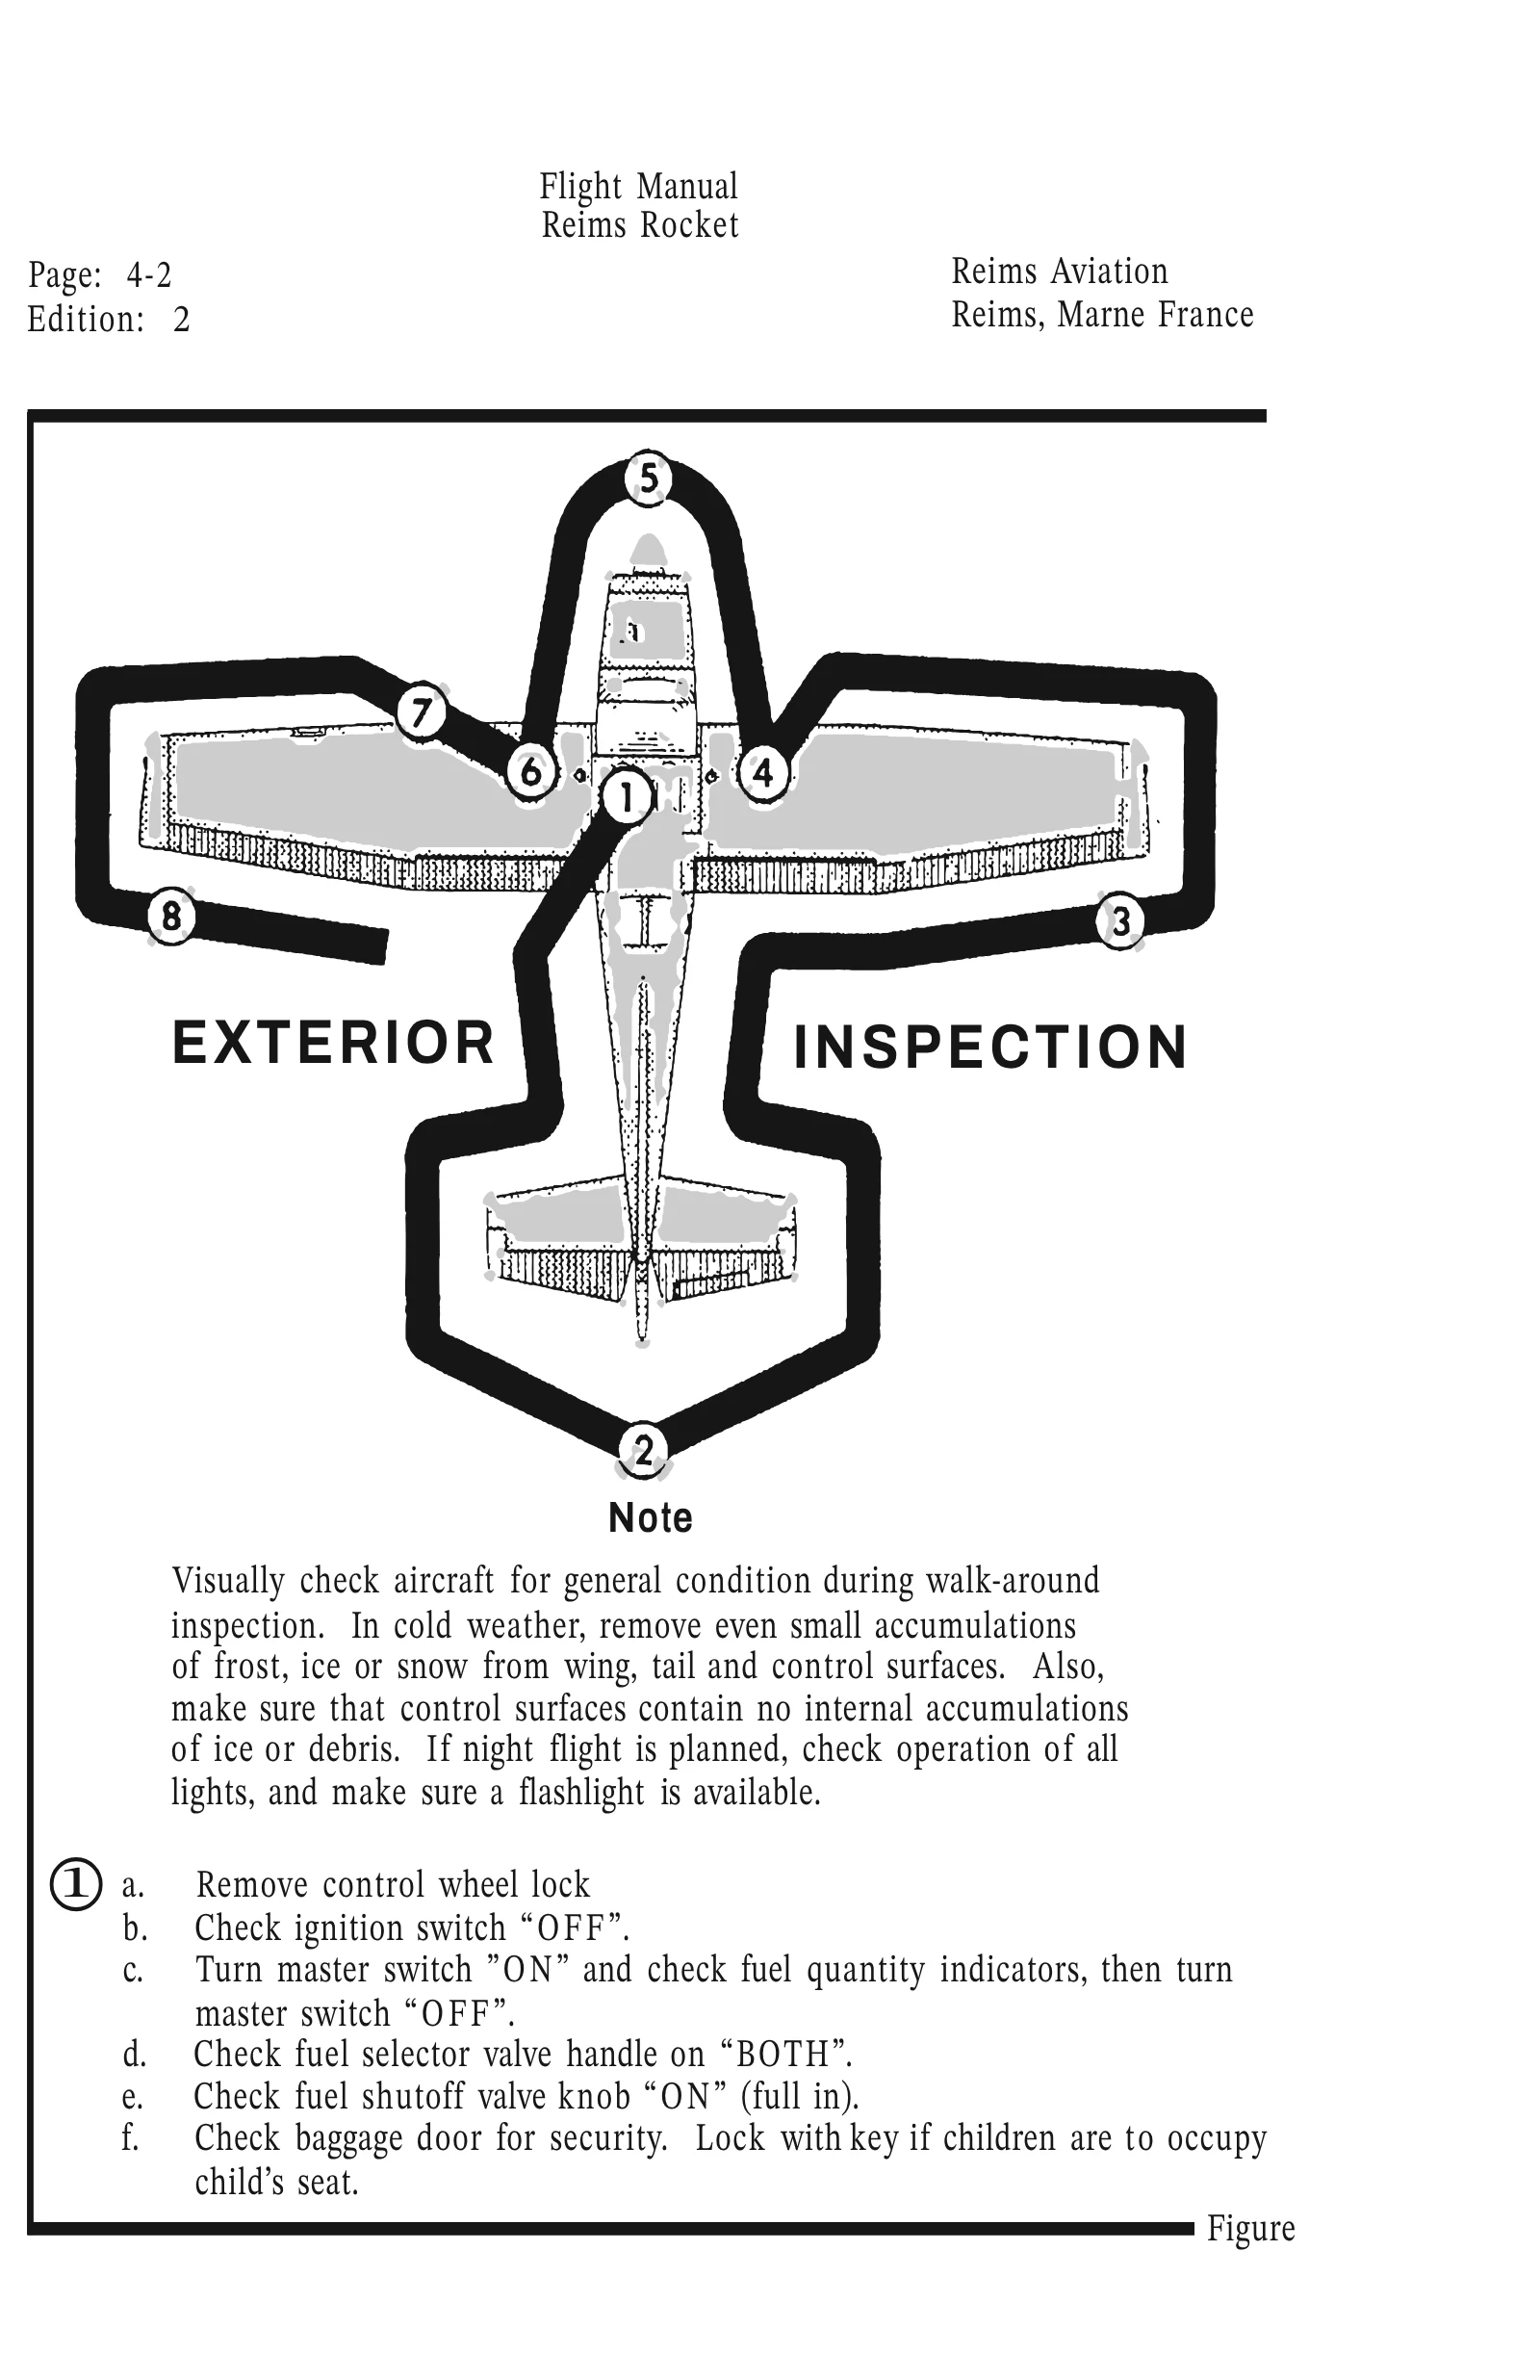 Flight Manual
Reims Rocket
Page: 4-2
Edition: 2
Reims Aviation
Reims, Marne France
5
7
6
4
1
8
3
EXTERIOR INSPECTION
2
Note
Visually check aircraft for general condition during walk-around
inspection. In cold weather, remove even small accumulations
of frost, ice or snow from wing, tail and control surfaces. Also,
make sure that control surfaces contain no internal accumulations
of ice or debris. If night flight is planned, check operation of all
lights, and make sure a flashlight is available.
1 a. Remove control wheel lock
b. Check ignition switch “OFF”.
c. Turn master switch ”ON” and check fuel quantity indicators, then turn
master switch “OFF”.
d. Check fuel selector valve handle on “BOTH”.
e. Check fuel shutoff valve knob “ON” (full in).
f. Check baggage door for security. Lock with key if children are to occupy
child’s seat.
Figure